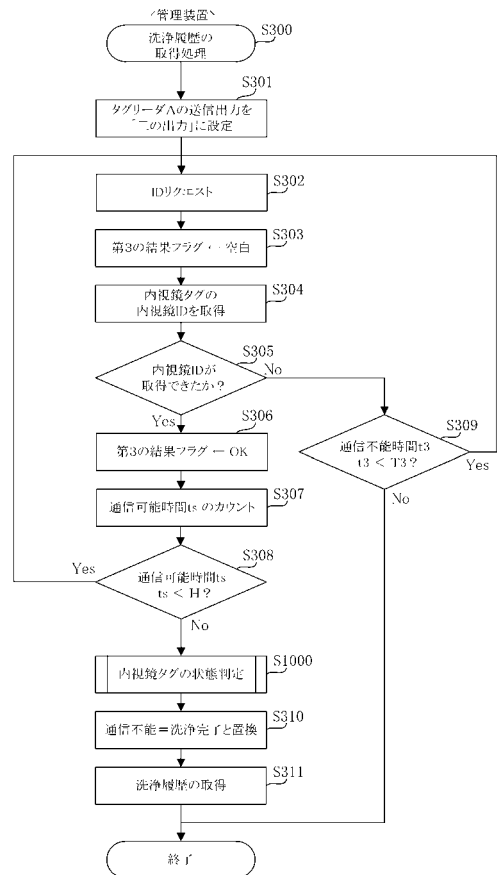 <管理装置>
洗浄履歴の
取得処理
S300
S301
タグリーダAの送信出力を
「二の出力」に設定
S302
IDリクエスト
S303
第3の結果フラグ ← 空白
S304
内視鏡タグの
内視鏡IDを取得
S305
内視鏡IDが
取得できたか？
No
Yes
S306
第3の結果フラグ ← OK
S309
通信不能時間t3
t3 < T3？
Yes
No
S307
通信可能時間ts のカウント
S308
通信可能時間ts
ts < H？
Yes
No
S1000
内視鏡タグの状態判定
S310
通信不能＝洗浄完了と置換
S311
洗浄履歴の取得
終了